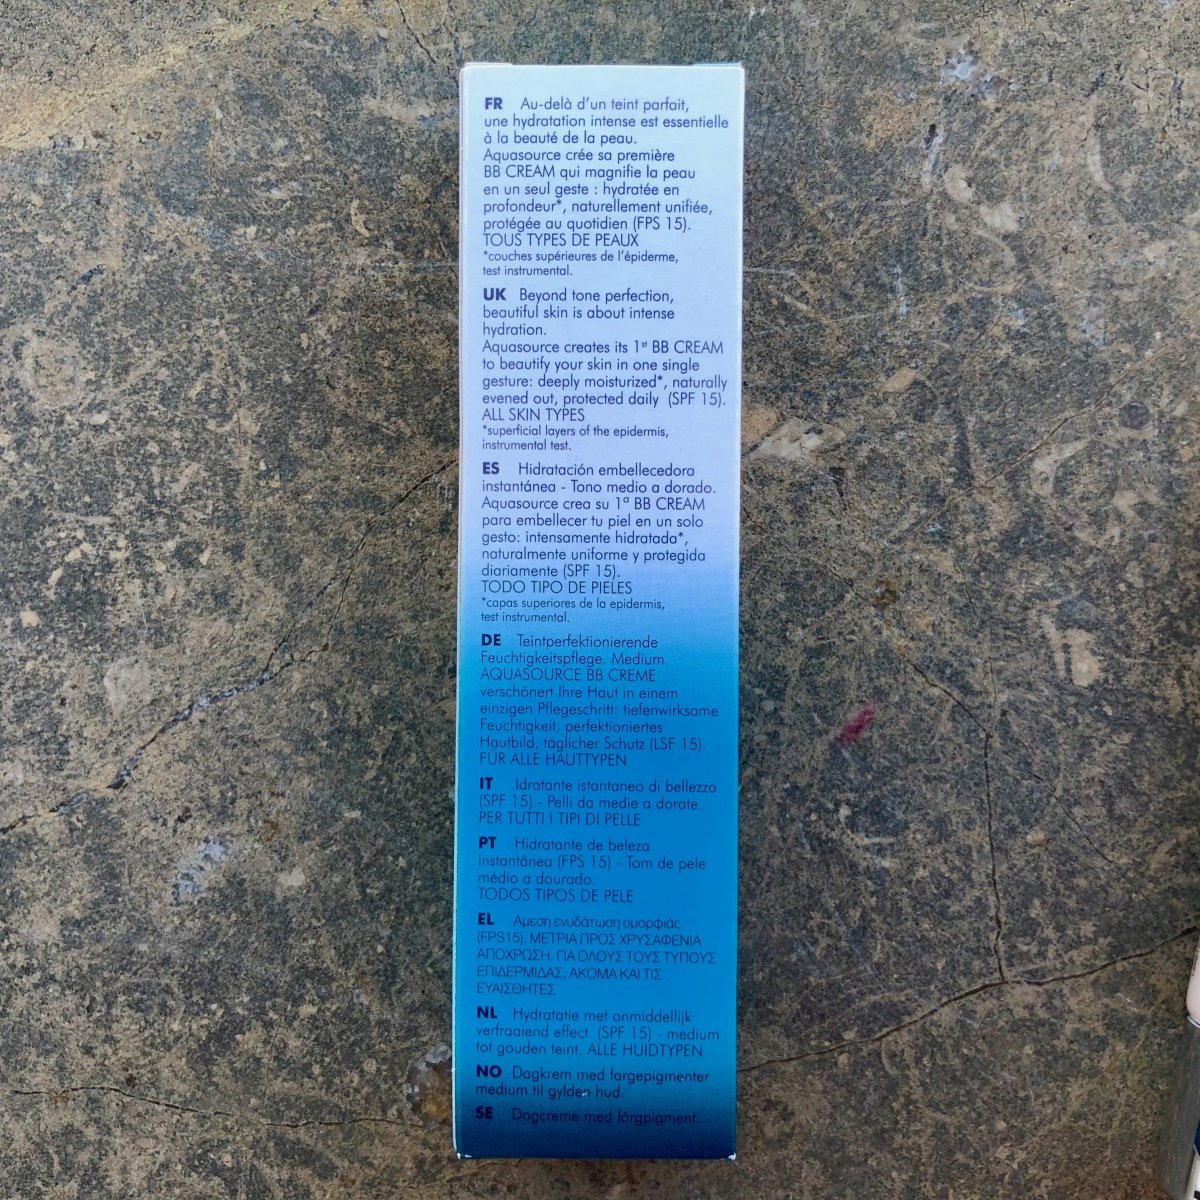 FR Au-delà d'un teint parfait,
une hydratation intense est essentielle
à la beauté de la peau.
Aquasource crée sa première
BB CREAM qui magnifie la peau
en un seul geste : hydratée en
profondeur*, naturellement unifiée,
protégée au quotidien (FPS 15).
TOUS TYPES DE PEAUX
*couches supérieures de l'épiderme,
test instrumental.
UK Beyond tone perfection,
beautiful skin is about intense
hydration.
Aquasource creates its 1st BB CREAM
to beautify your skin in one single
gesture: deeply moisturized*, naturally
evened out, protected daily (SPF 15).
ALL SKIN TYPES
*superficial layers of the epidermis,
instrumental test.
ES Hidratación embellecedora
instantánea - Tono medio a dorado.
Aquasource crea su 1ª BB CREAM
para embellecer tu piel en un solo
gesto: intensamente hidratada*,
naturalmente uniforme y protegida
diariamente (SPF 15).
TODO TIPO DE PIELES
*capas superiores de la epidermis,
test instrumental.
DE Teintperfektionierende
Feuchtigkeitspflege. Medium.
AQUASOURCE BB CREME
verschönert Ihre Haut in einem
einzigen Pflegeschritt: tiefenwirksame
Feuchtigkeit, perfektioniertes
Hautbild, täglicher Schutz (LSF 15).
FÜR ALLE HAUTTYPEN
IT Idratante istantaneo di bellezza
(SPF 15) - Pelli da medie a dorate.
PER TUTTI I TIPI DI PELLE
PT Hidratante de beleza
instantânea (FPS 15) - Tom de pele
médio a dourado.
TODOS TIPOS DE PELE
EL Αμεση ενυδάτωση ομορφιάς.
(FPS15). ΜΕΤΡΙΑ ΠΡΟΣ ΧΡΥΣΑΦΕΝΙΑ
ΑΠΟΧΡΩΣΗ. ΓΙΑ ΟΛΟΥΣ ΤΟΥΣ ΤΥΠΟΥΣ
ΕΠΙΔΕΡΜΙΔΑΣ, ΑΚΟΜΑ ΚΑΙ ΤΙΣ
ΕΥΑΙΣΘΗΤΕΣ
NL Hydratatie met onmiddellijk
verfraaiend effect (SPF 15) - medium
tot gouden teint. ALLE HUIDTYPEN.
NO Dagkrem med fargepigmenter
medium til gylden hud.
SE Dagcreme med färgpigment.